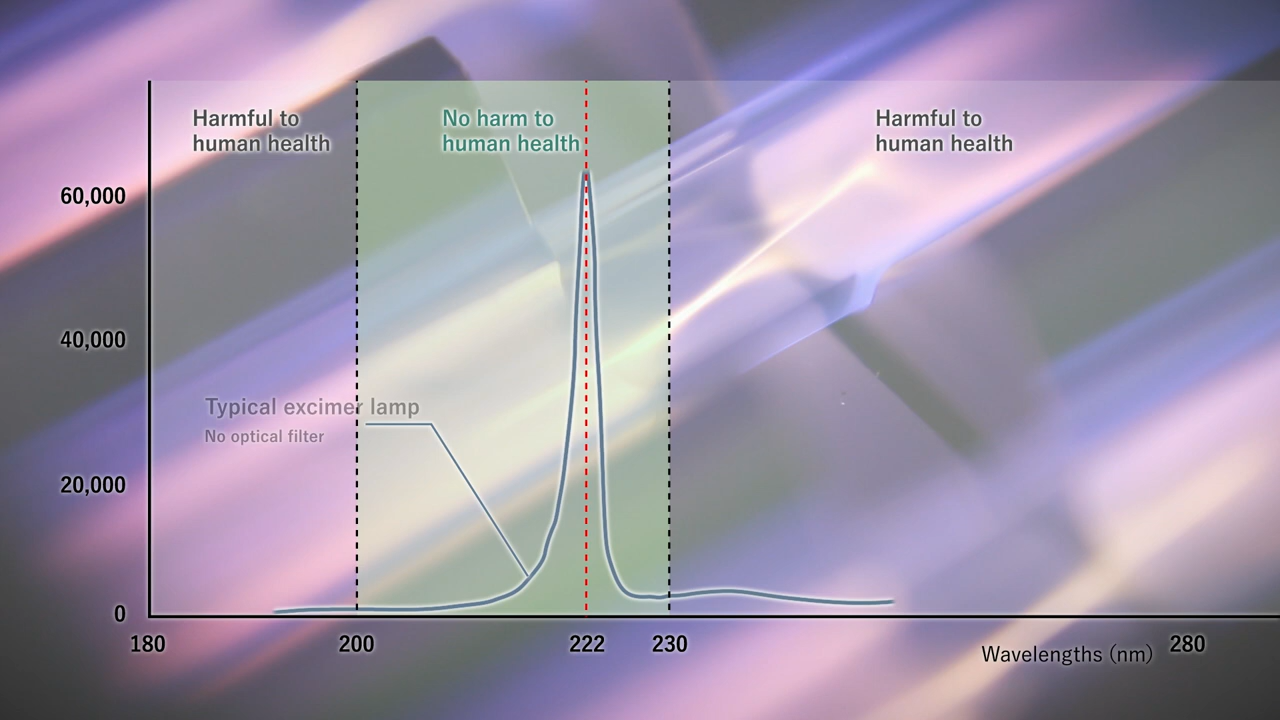 Harmful to
human health
No harm to
human health
Harmful to
human health
60,000
40,000
Typical excimer lamp
No optical filter
20,000
0
180
200
222
230
Wavelengths (nm)
280